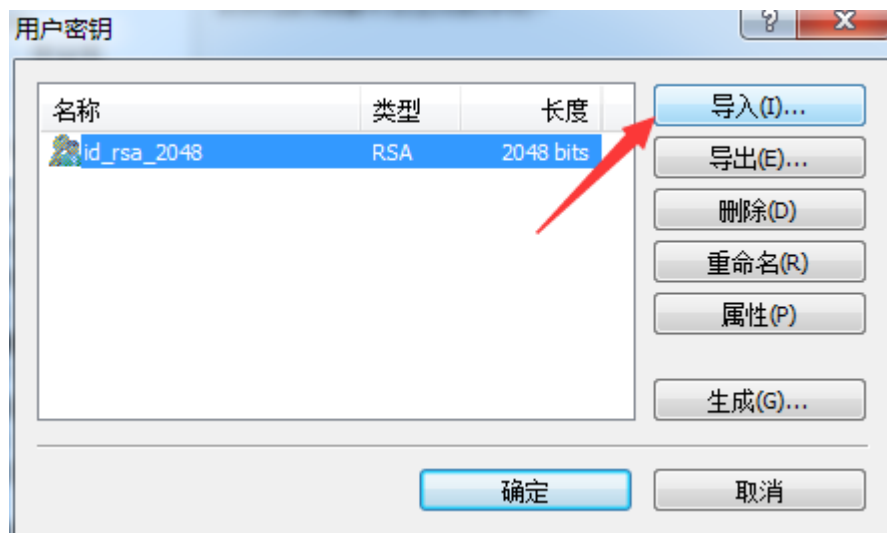 用户密钥
名称 类型 长度
id_rsa_2048 RSA 2048 bits
导入(I)...
导出(E)...
删除(D)
重命名(R)
属性(P)
生成(G)...
确定 取消